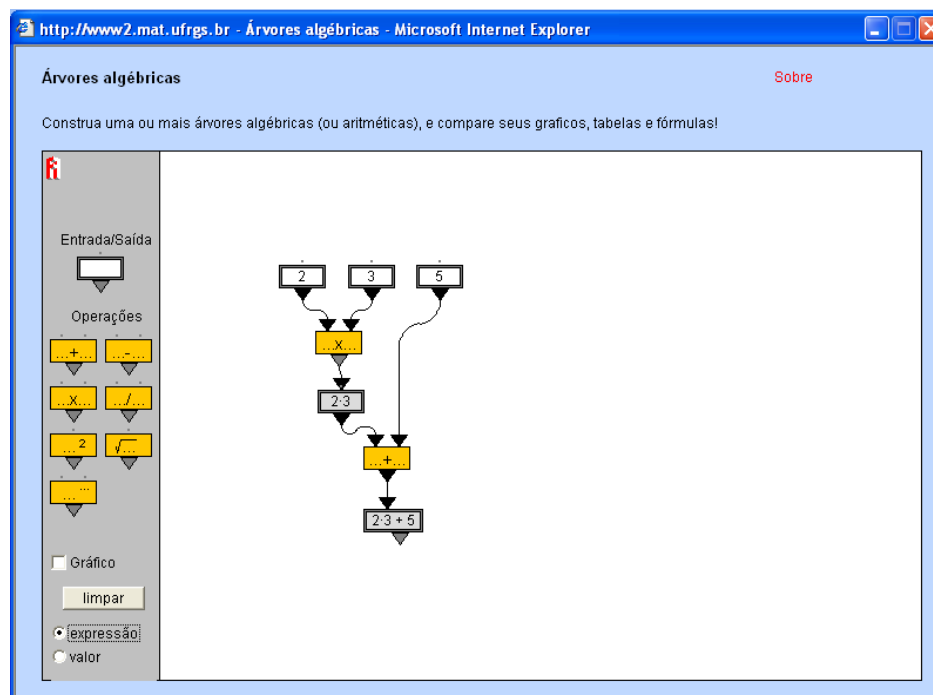 http://www2.mat.ufrgs.br - Árvores algébricas - Microsoft Internet Explorer
Árvores algébricas
Sobre
Construa uma ou mais árvores algébricas (ou aritméticas), e compare seus graficos, tabelas e fórmulas!
Entrada/Saída
Operações
...+... ...-...
...x... .../...
...² √...
...^...
Gráfico
limpar
expressão
valor
2 3 5
...x...
2·3
...+...
2·3 + 5